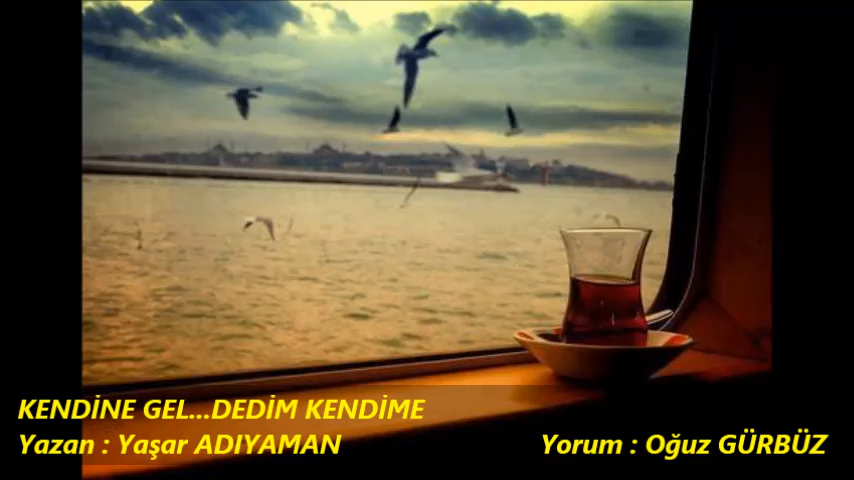 KENDİNE GEL...DEDİM KENDİME
Yazan : Yaşar ADIYAMAN
Yorum : Oğuz GÜRBÜZ